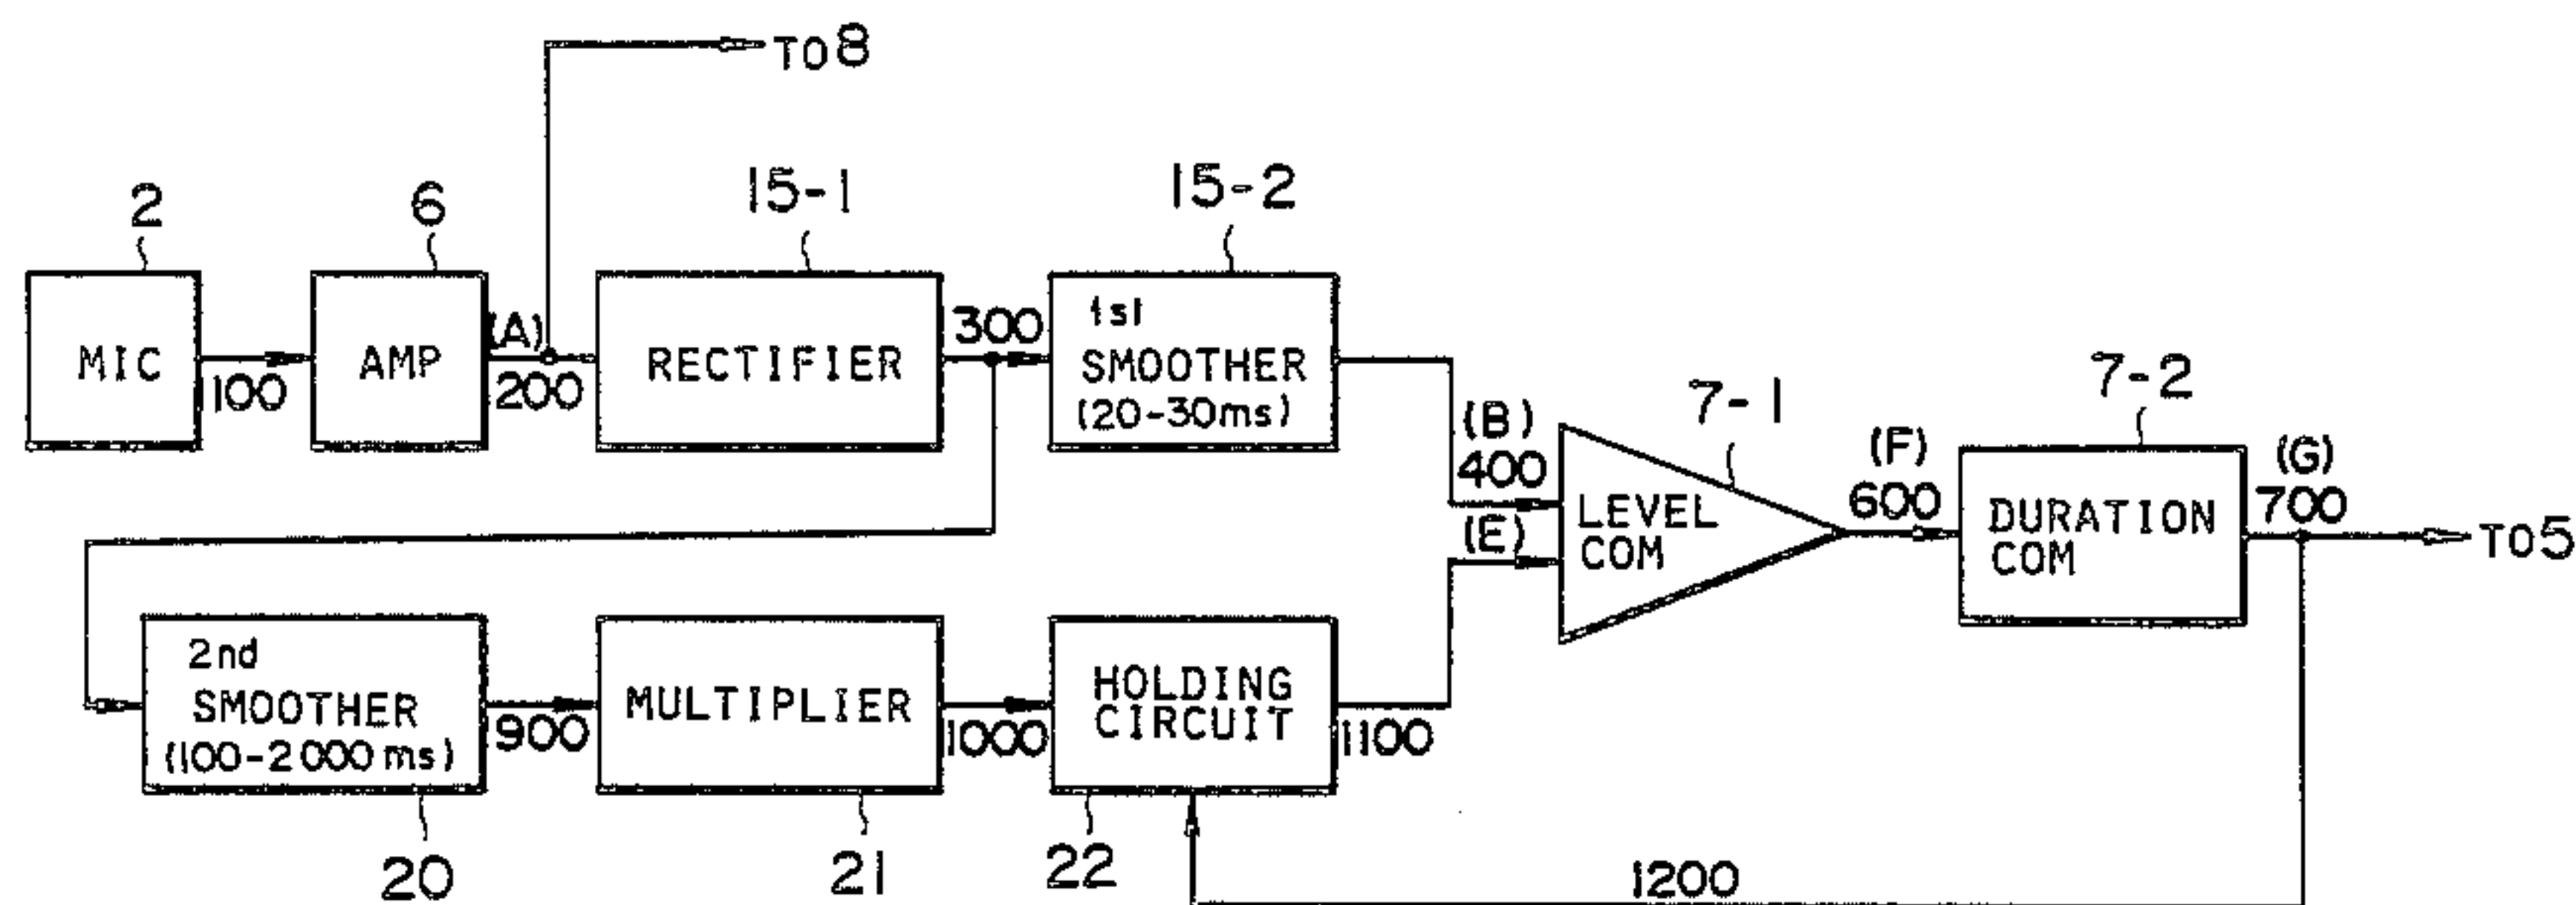 TO 8
2
6
15-1
15-2
MIC
100
AMP
(A)
200
RECTIFIER
300
1st
SMOOTHER
(20-30ms)
(B)
400
(E)
7-1
LEVEL
COM
(F)
600
7-2
DURATION
COM
(G)
700
TO 5
2nd
SMOOTHER
(100-2000 ms)
900
MULTIPLIER
1000
HOLDING
CIRCUIT
1100
20
21
22
1200